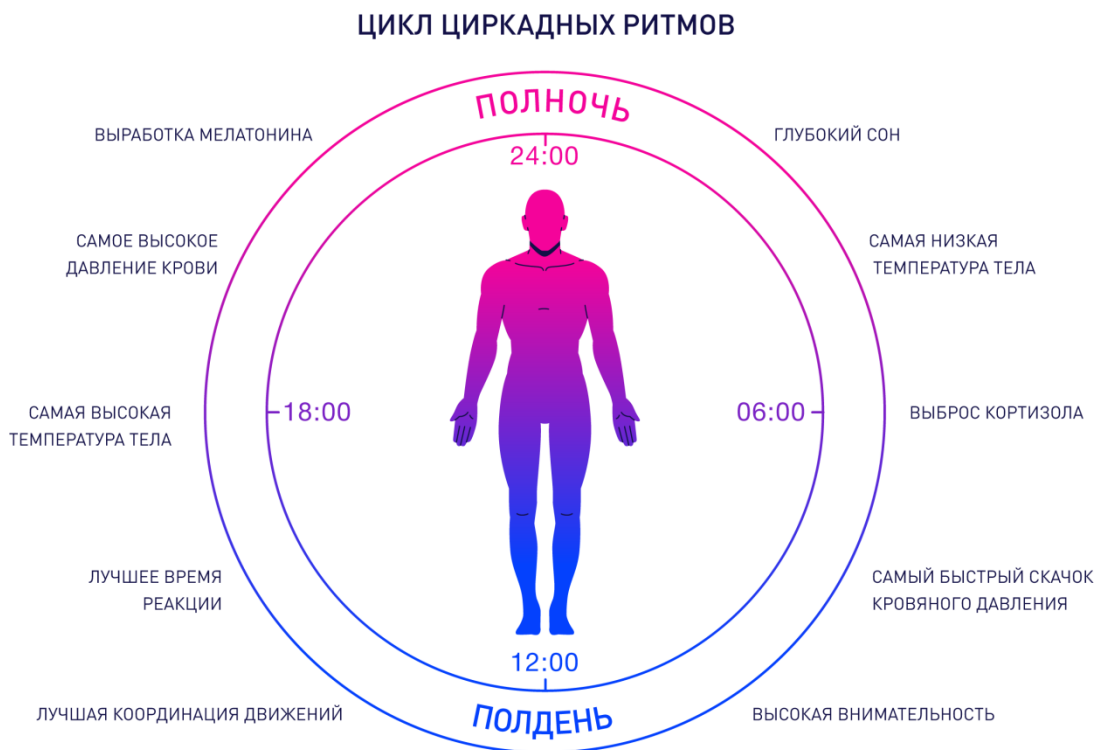 ЦИКЛ ЦИРКАДНЫХ РИТМОВ
ПОЛНОЧЬ
24:00
ВЫРАБОТКА МЕЛАТОНИНА
ГЛУБОКИЙ СОН
САМОЕ ВЫСОКОЕ
ДАВЛЕНИЕ КРОВИ
САМАЯ НИЗКАЯ
ТЕМПЕРАТУРА ТЕЛА
САМАЯ ВЫСОКАЯ
ТЕМПЕРАТУРА ТЕЛА
18:00
06:00
ВЫБРОС КОРТИЗОЛА
ЛУЧШЕЕ ВРЕМЯ
РЕАКЦИИ
САМЫЙ БЫСТРЫЙ СКАЧОК
КРОВЯНОГО ДАВЛЕНИЯ
12:00
ПОЛДЕНЬ
ЛУЧШАЯ КООРДИНАЦИЯ ДВИЖЕНИЙ
ВЫСОКАЯ ВНИМАТЕЛЬНОСТЬ